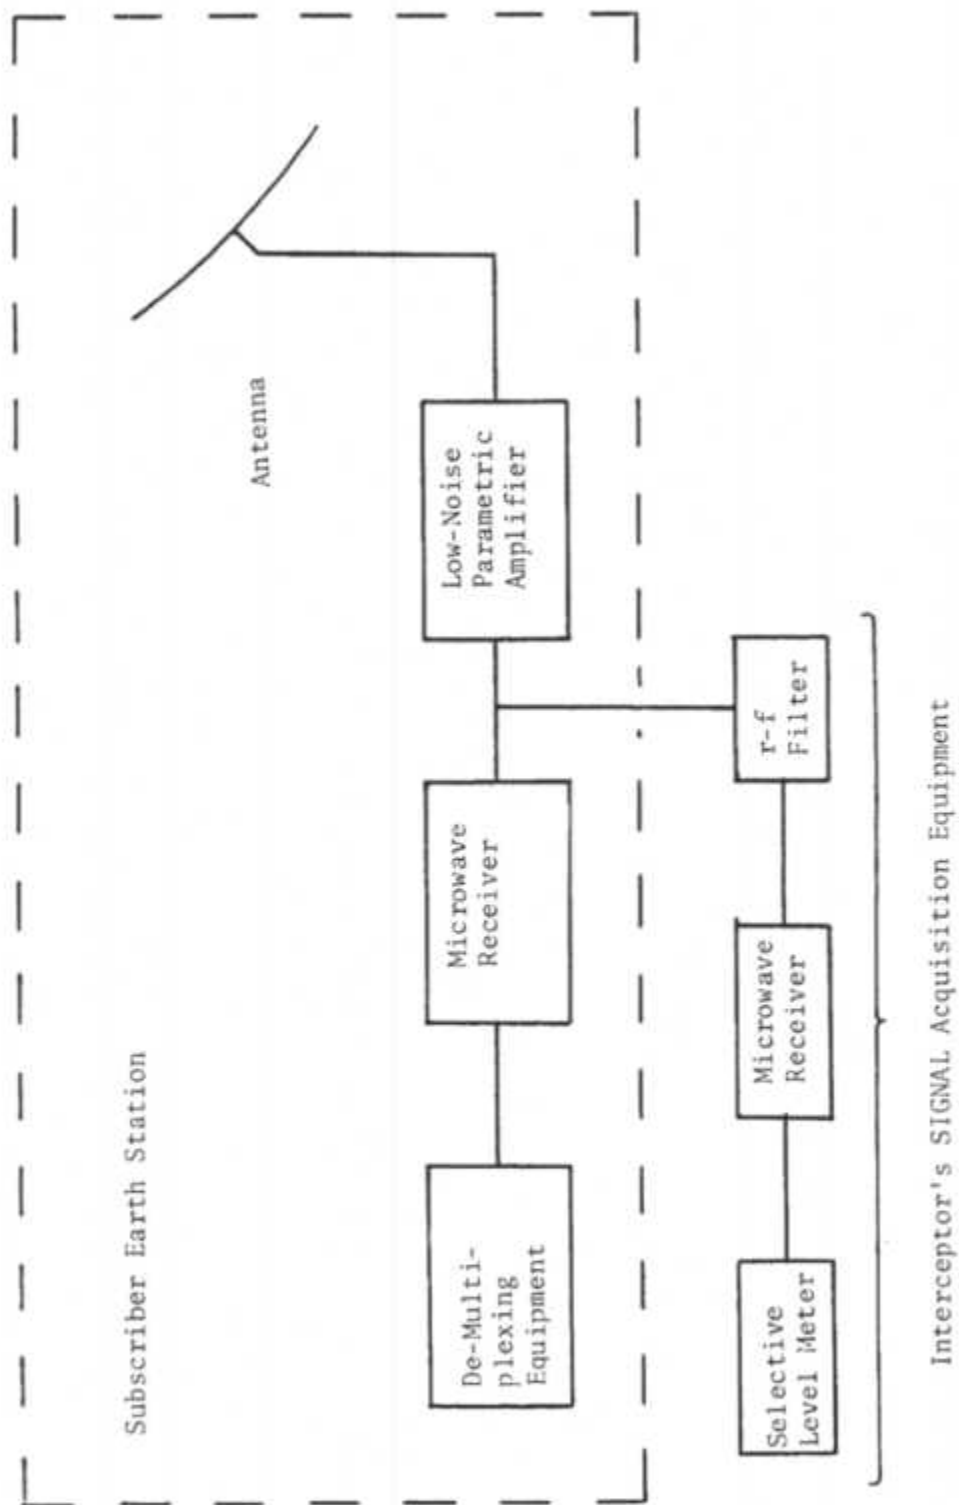 Subscriber Earth Station
Antenna
De-Multi-
plexing
Equipment
Microwave
Receiver
Low-Noise
Parametric
Amplifier
Selective
Level Meter
Microwave
Receiver
r-f
Filter
Interceptor's SIGNAL Acquisition Equipment